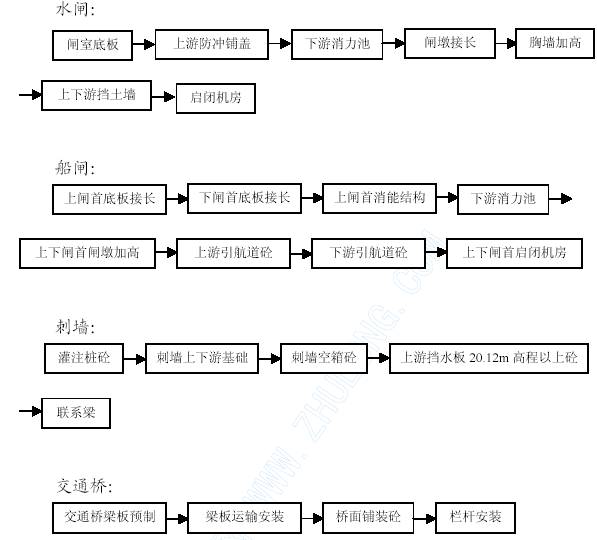 水闸:
闸室底板 上游防冲铺盖 下游消力池 闸墩接长 胸墙加高
上下游挡土墙 启闭机房
船闸:
上闸首底板接长 下闸首底板接长 上闸首消能结构 下游消力池
上下闸首闸墩加高 上游引航道砼 下游引航道砼 上下闸首启闭机房
刺墙:
灌注桩砼 刺墙上下游基础 刺墙空箱砼 上游挡水板 20.12m 高程以上砼
联系梁
交通桥:
交通桥梁板预制 梁板运输安装 桥面铺装砼 栏杆安装
WWW.ZHULONG.COM